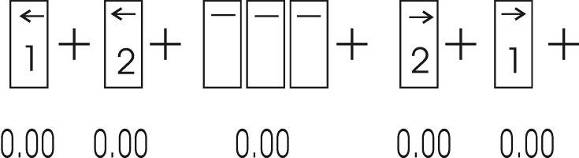 ← ← — — — → →
1 + 2 + + 2 + 1 +
0.00 0.00 0.00 0.00 0.00